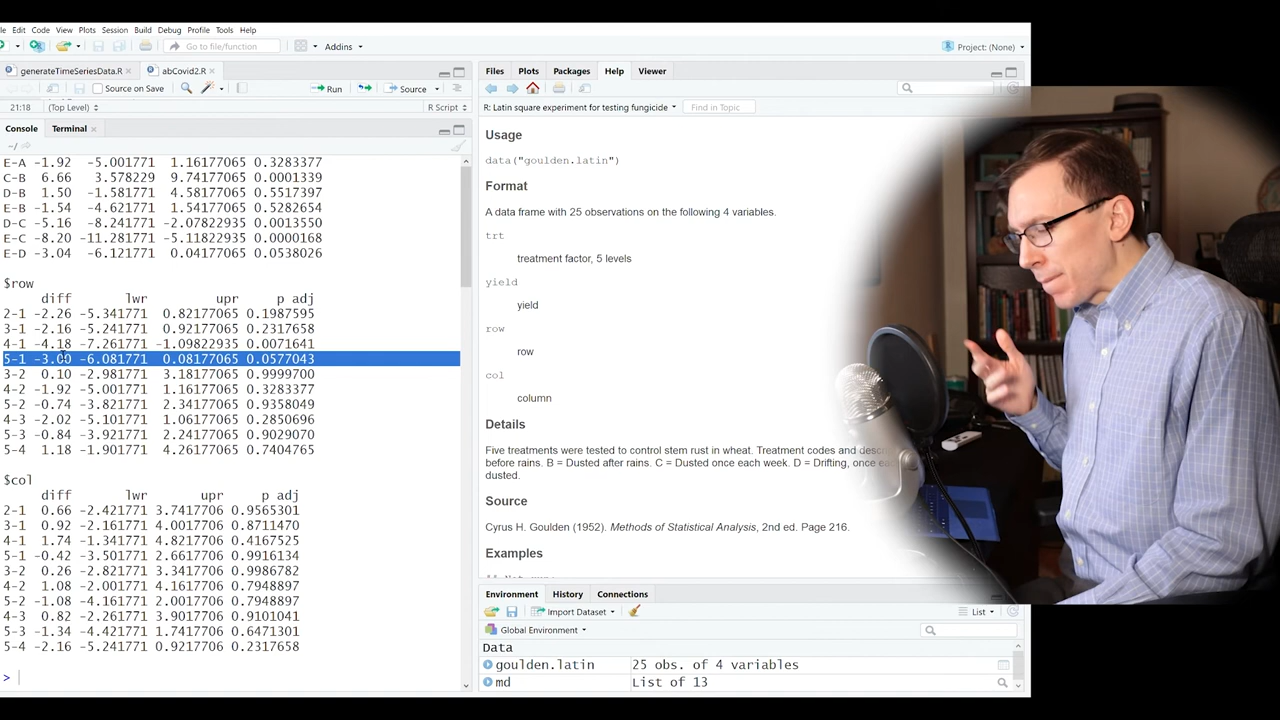 le Edit Code View Plots Session Build Debug Profile Tools Help
Go to file/function
Addins
Project: (None)
generateTimeSeriesData.R
abCovid2.R
Source on Save
Run
Source
21:18
(Top Level)
R Script
Console
Terminal
~/
E-A -1.92 -5.001771 1.16177065 0.3283377
C-B 6.66 3.578229 9.74177065 0.0001339
D-B 1.50 -1.581771 4.58177065 0.5517397
E-B -1.54 -4.621771 1.54177065 0.5282654
D-C -5.16 -8.241771 -2.07822935 0.0013550
E-C -8.20 -11.281771 -5.11822935 0.0000168
E-D -3.04 -6.121771 0.04177065 0.0538026
$row
diff lwr upr p adj
2-1 -2.26 -5.341771 0.82177065 0.1987595
3-1 -2.16 -5.241771 0.92177065 0.2317658
4-1 -4.18 -7.261771 -1.09822935 0.0071641
5-1 -3.00 -6.081771 0.08177065 0.0577043
3-2 0.10 -2.981771 3.18177065 0.9999700
4-2 -1.92 -5.001771 1.16177065 0.3283377
5-2 -0.74 -3.821771 2.34177065 0.9358049
4-3 -2.02 -5.101771 1.06177065 0.2850696
5-3 -0.84 -3.921771 2.24177065 0.9029070
5-4 1.18 -1.901771 4.26177065 0.7404765
$col
diff lwr upr p adj
2-1 0.66 -2.421771 3.7417706 0.9565301
3-1 0.92 -2.161771 4.0017706 0.8711470
4-1 1.74 -1.341771 4.8217706 0.4167525
5-1 -0.42 -3.501771 2.6617706 0.9916134
3-2 0.26 -2.821771 3.3417706 0.9986782
4-2 1.08 -2.001771 4.1617706 0.7948897
5-2 -1.08 -4.161771 2.0017706 0.7948897
4-3 0.82 -2.261771 3.9017706 0.9101041
5-3 -1.34 -4.421771 1.7417706 0.6471301
5-4 -2.16 -5.241771 0.9217706 0.2317658
>
Files Plots Packages Help Viewer
R: Latin square experiment for testing fungicide
Find in Topic
Usage
data("goulden.latin")
Format
A data frame with 25 observations on the following 4 variables.
trt
treatment factor, 5 levels
yield
yield
row
row
col
column
Details
Five treatments were tested to control stem rust in wheat. Treatment codes and
before rains. B = Dusted after rains. C = Dusted once each week. D = Drifting, once
dusted.
Source
Cyrus H. Goulden (1952). Methods of Statistical Analysis, 2nd ed. Page 216.
Examples
Environment History Connections
Import Dataset
List
Global Environment
Data
goulden.latin 25 obs. of 4 variables
md List of 13